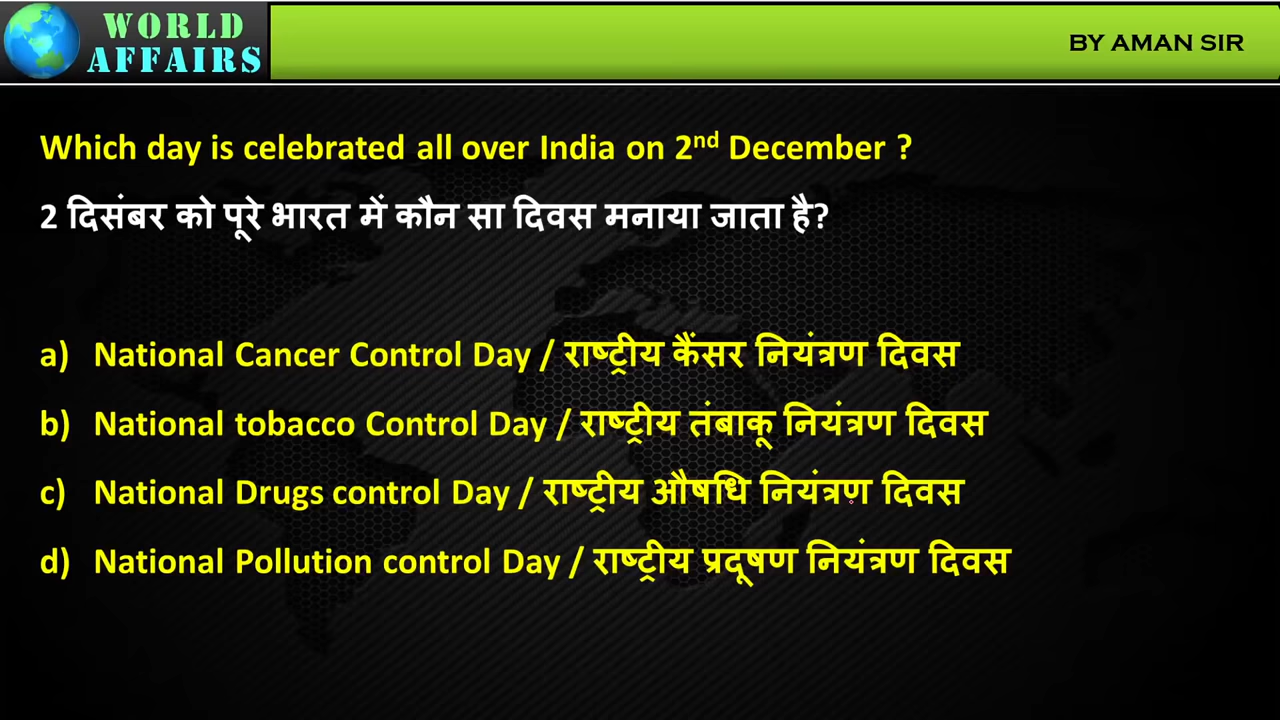 WORLD
AFFAIRS
BY AMAN SIR
Which day is celebrated all over India on 2nd December ?
2 दिसंबर को पूरे भारत में कौन सा दिवस मनाया जाता है?
a) National Cancer Control Day / राष्ट्रीय कैंसर नियंत्रण दिवस
b) National tobacco Control Day / राष्ट्रीय तंबाकू नियंत्रण दिवस
c) National Drugs control Day / राष्ट्रीय औषधि नियंत्रण दिवस
d) National Pollution control Day / राष्ट्रीय प्रदूषण नियंत्रण दिवस